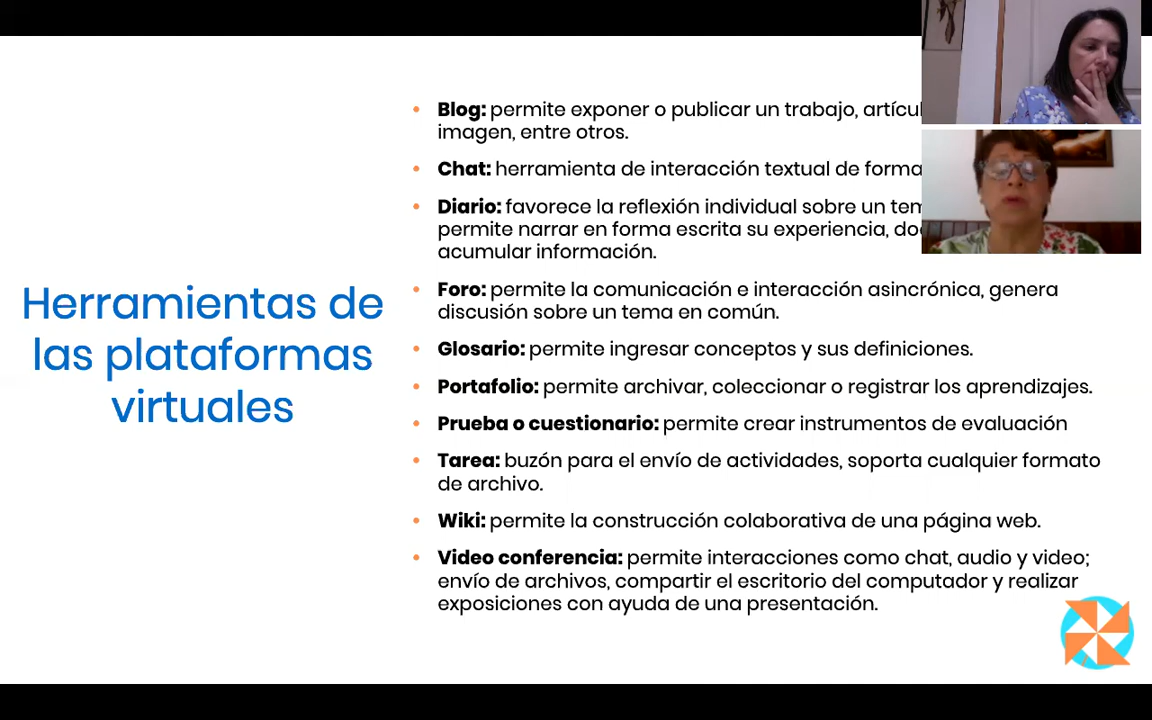 Herramientas de
las plataformas
virtuales
• Blog: permite exponer o publicar un trabajo,
imagen, entre otros.
• Chat: herramienta de interacción textual de
• Diario: favorece la reflexión individual sobre un
permite narrar en forma escrita su experiencia,
acumular información.
• Foro: permite la comunicación e interacción asincrónica, genera
discusión sobre un tema en común.
• Glosario: permite ingresar conceptos y sus definiciones.
• Portafolio: permite archivar, coleccionar o registrar los aprendizajes.
• Prueba o cuestionario: permite crear instrumentos de evaluación
• Tarea: buzón para el envío de actividades, soporta cualquier formato
de archivo.
• Wiki: permite la construcción colaborativa de una página web.
• Video conferencia: permite interacciones como chat, audio y video;
envío de archivos, compartir el escritorio del computador y realizar
exposiciones con ayuda de una presentación.